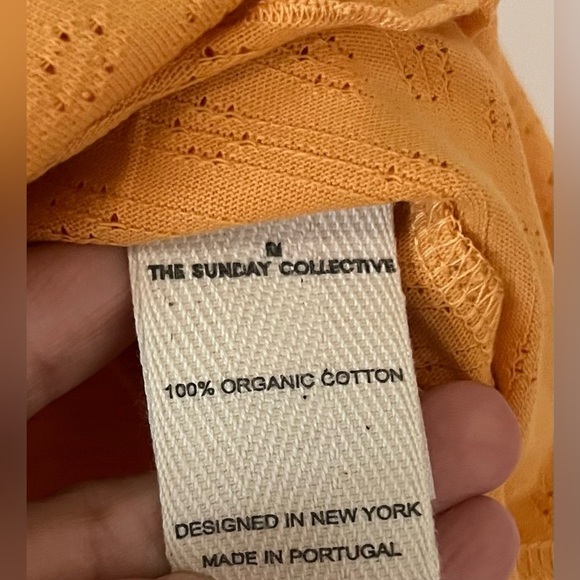 THE SUNDAY COLLECTIVE
100% ORGANIC COTTON
DESIGNED IN NEW YORK
MADE IN PORTUGAL